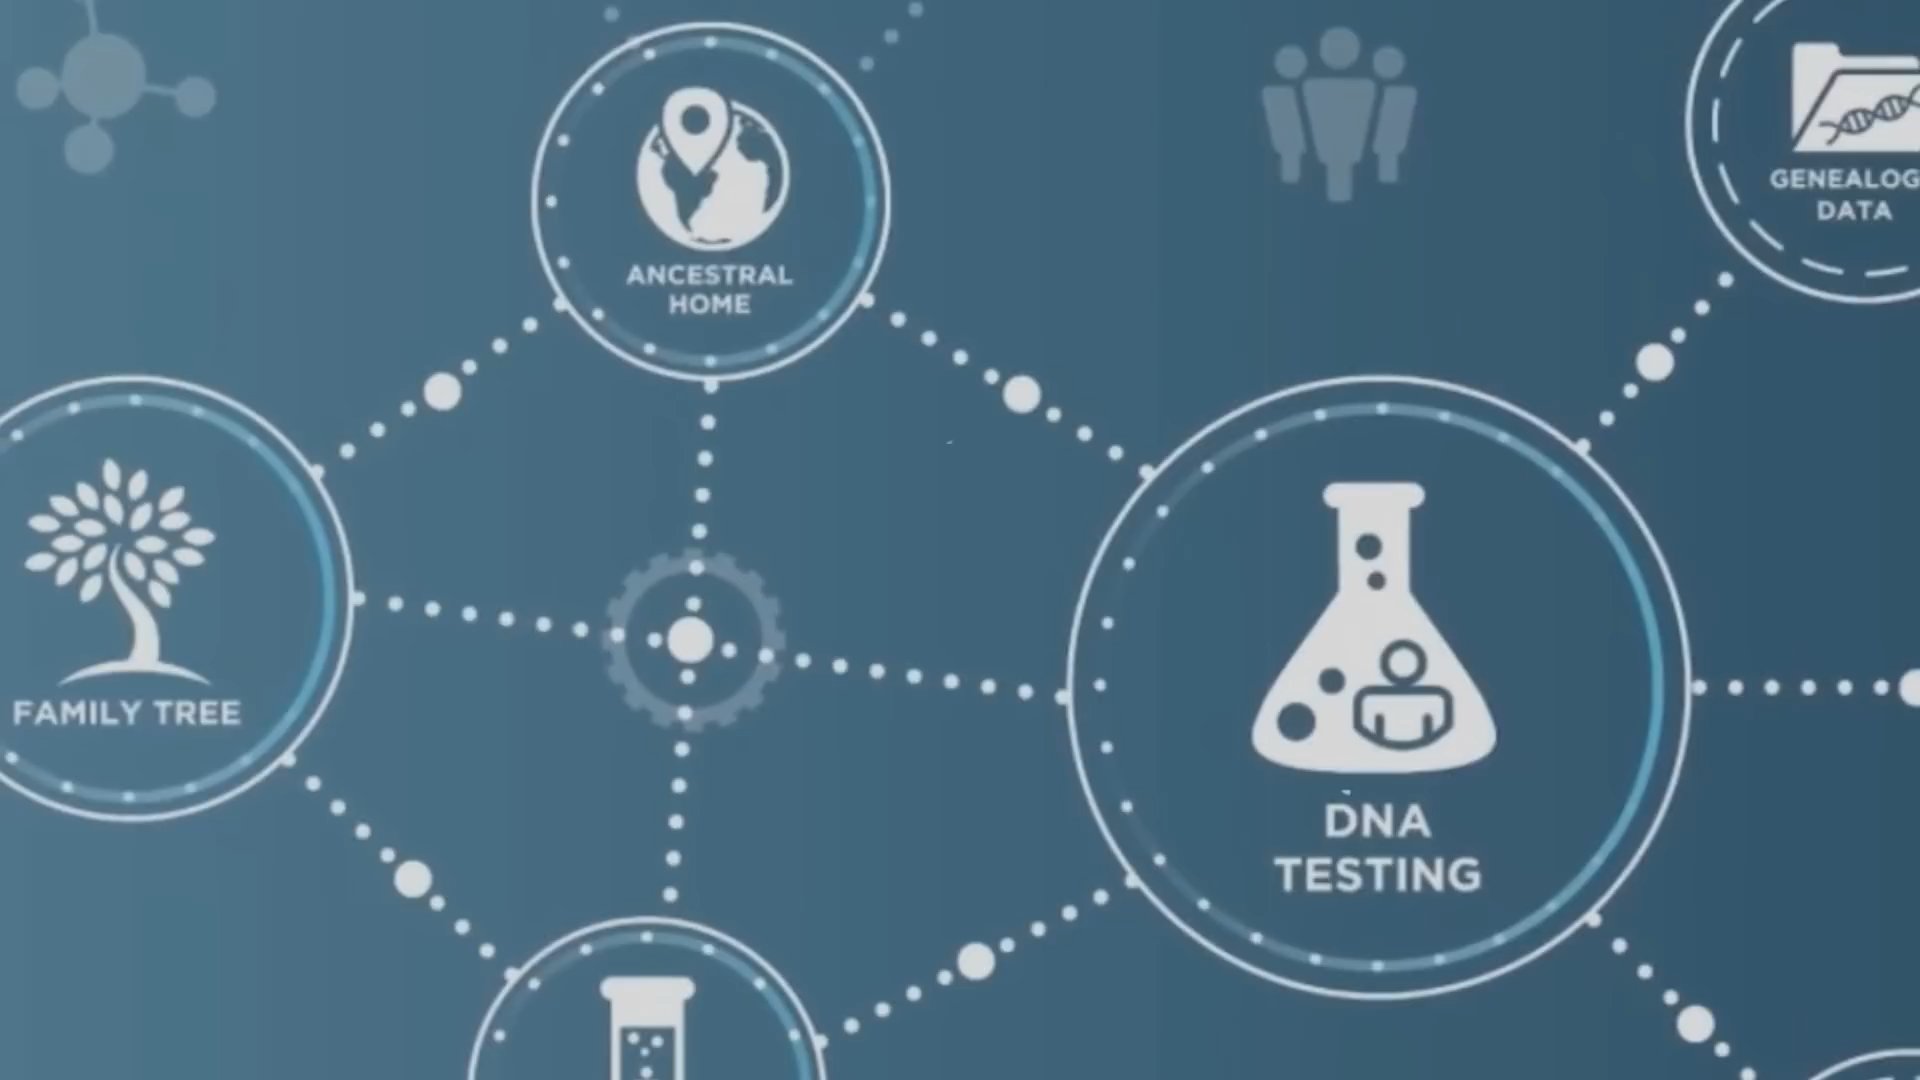 ANCESTRAL
HOME
GENEALOG
DATA
FAMILY TREE
DNA
TESTING